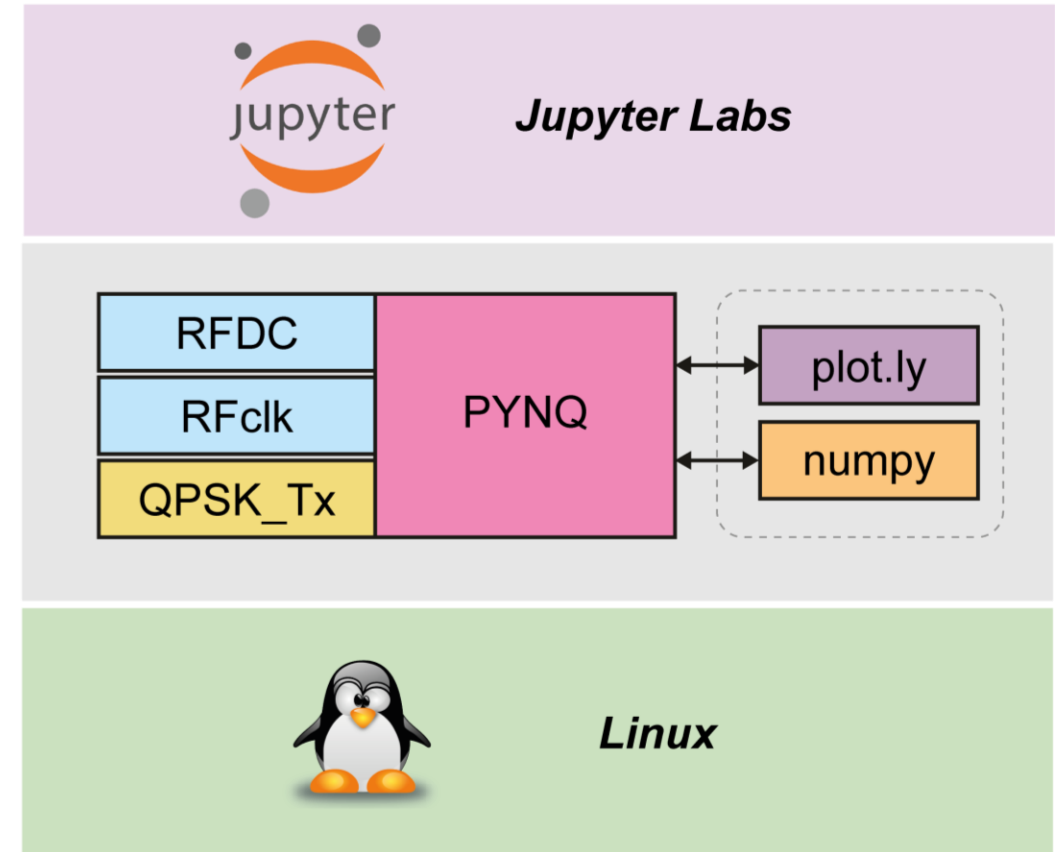 jupyter
Jupyter Labs
RFDC
RFclk
QPSK_Tx
PYNQ
plot.ly
numpy
Linux